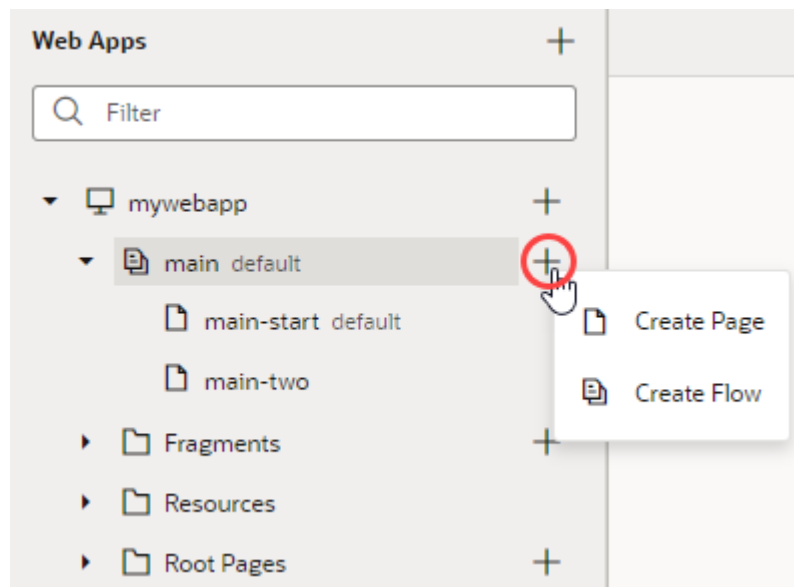 Web Apps
Filter
mywebapp
main default
main-start default
Create Page
main-two
Create Flow
Fragments
Resources
Root Pages